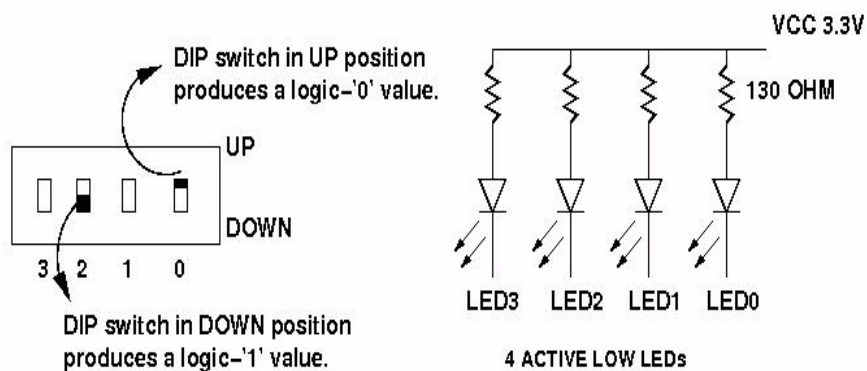 DIP switch in UP position
produces a logic-'0' value.
UP
DOWN
3 2 1 0
DIP switch in DOWN position
produces a logic-'1' value.
VCC 3.3V
130 OHM
LED3 LED2 LED1 LED0
4 ACTIVE LOW LEDs